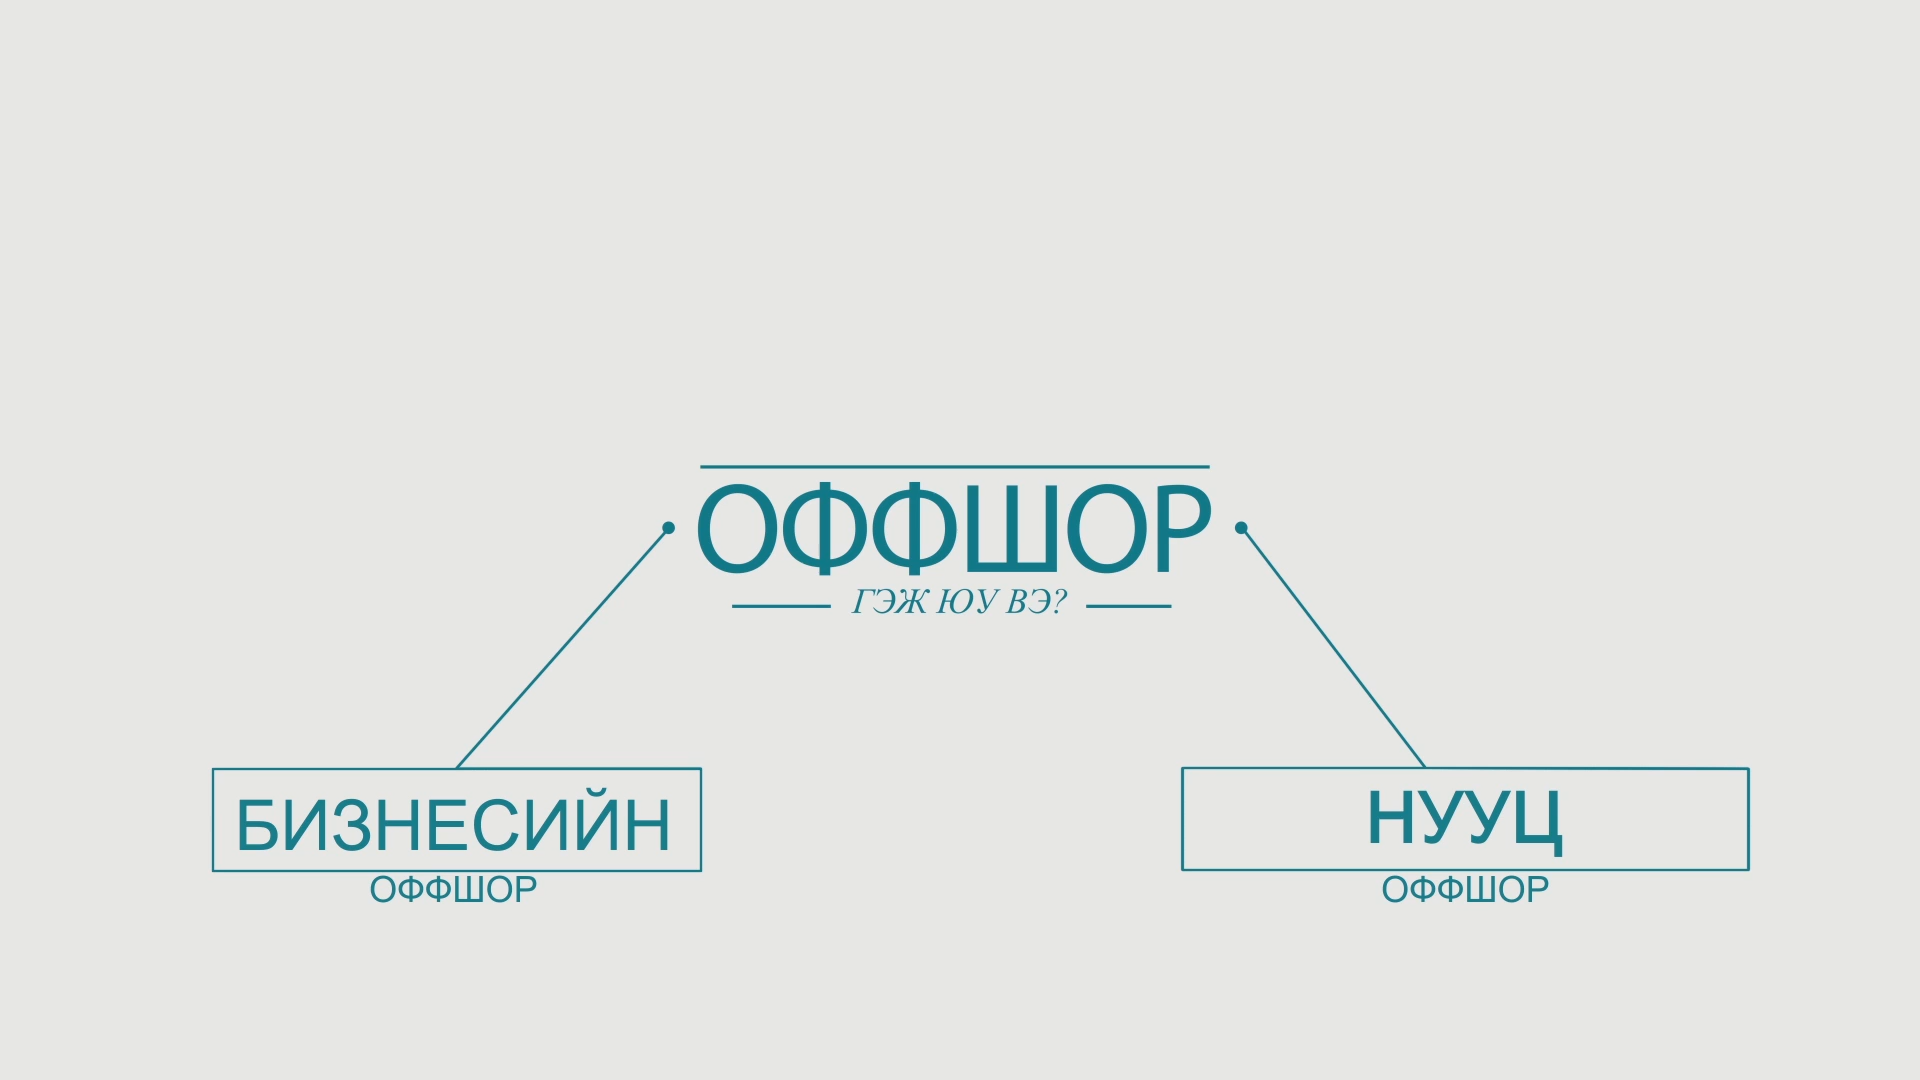 ОФФШОР
ГЭЖ ЮУ ВЭ?
БИЗНЕСИЙН
ОФФШОР
НУУЦ
ОФФШОР